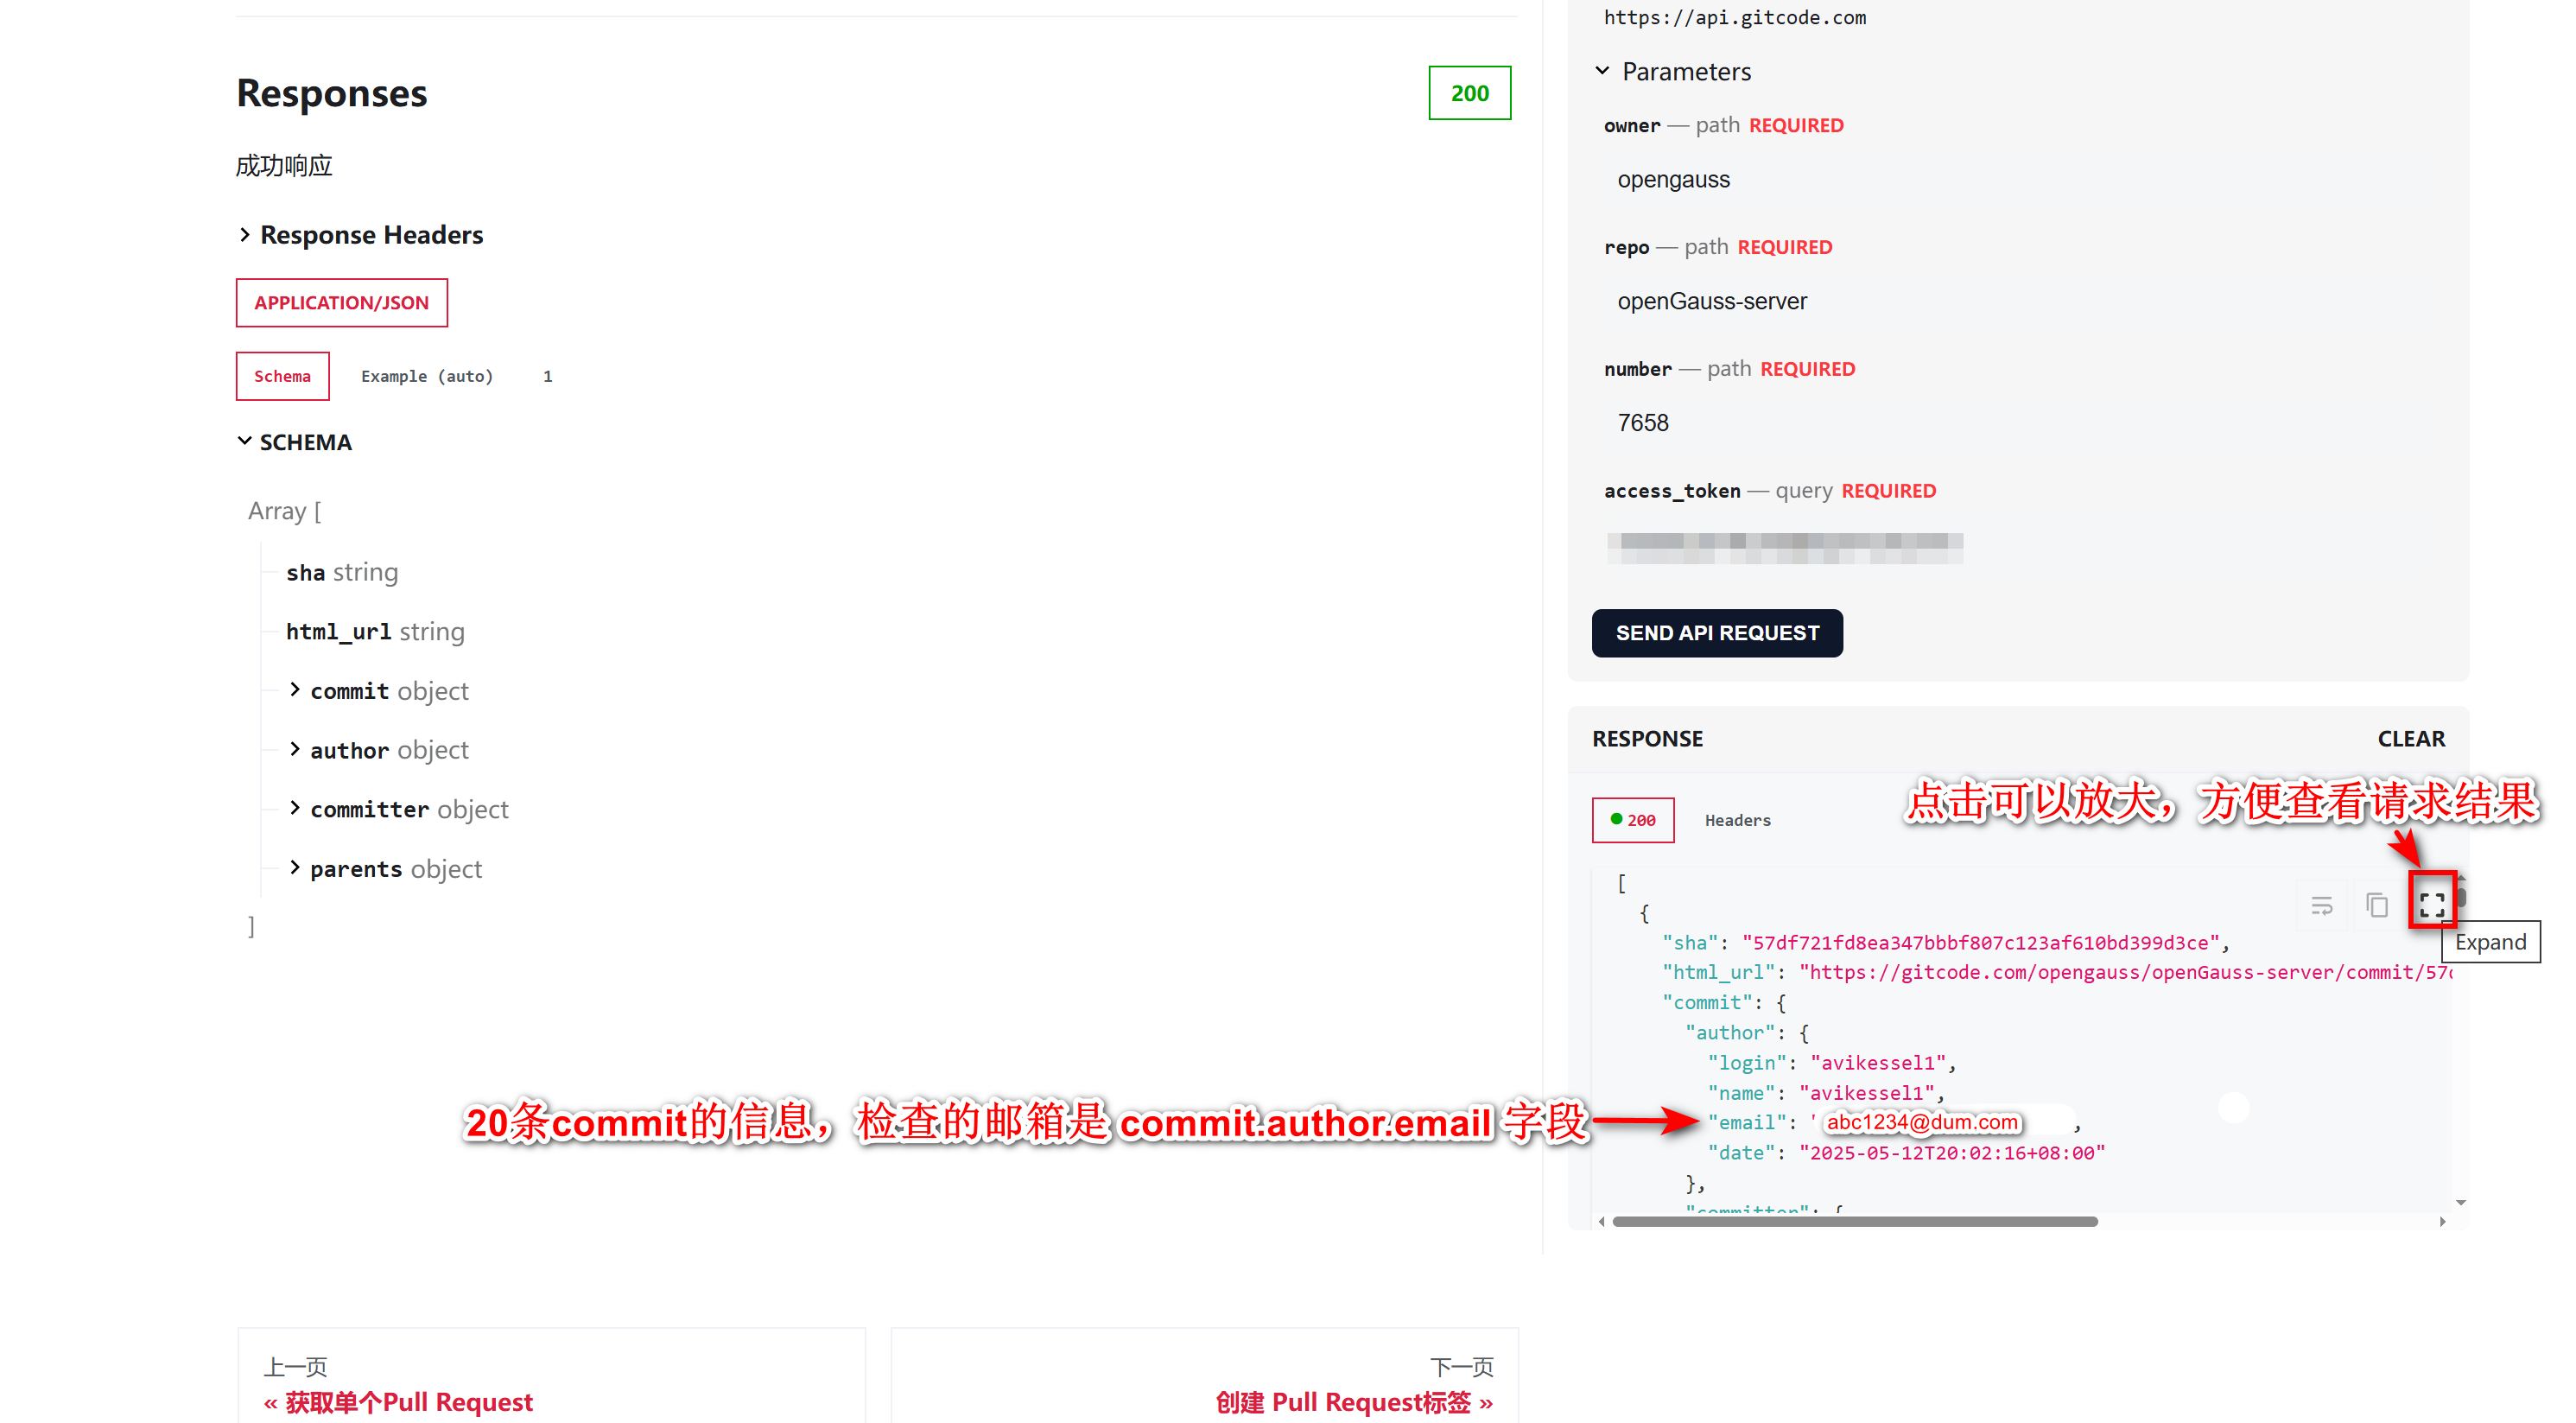 Responses
200
成功响应
Response Headers
APPLICATION/JSON
Schema
Example (auto)
1
SCHEMA
Array [
sha string
html_url string
commit object
author object
committer object
parents object
]
20条commit的信息，检查的邮箱是 commit.author.email 字段
上一页
« 获取单个Pull Request
下一页
创建 Pull Request标签 »
https://api.gitcode.com
Parameters
owner — path REQUIRED
opengauss
repo — path REQUIRED
openGauss-server
number — path REQUIRED
7658
access_token — query REQUIRED
SEND API REQUEST
RESPONSE
CLEAR
点击可以放大，方便查看请求结果
200
Headers
Expand
[
{
"sha": "57df721fd8ea347bbbf807c123af610bd399d3ce",
"html_url": "https://gitcode.com/opengauss/openGauss-server/commit/57d
"commit": {
"author": {
"login": "avikessel1",
"name": "avikessel1",
"email": "abc1234@dum.com ,
"date": "2025-05-12T20:02:16+08:00"
},
"committer": {